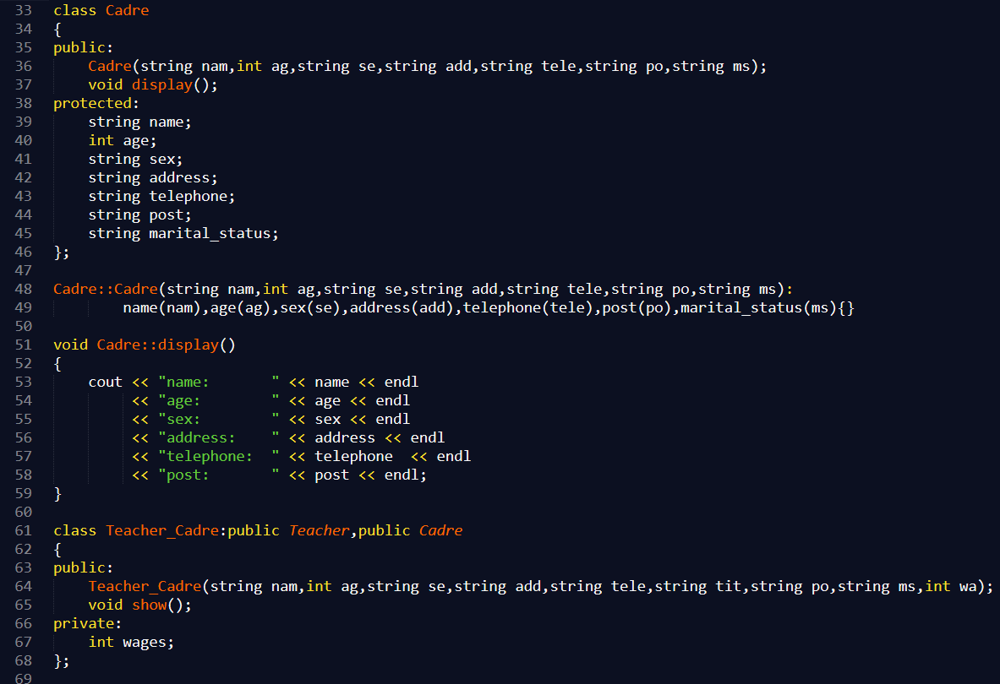 33 class Cadre
34 {
35 public:
36     Cadre(string nam,int ag,string se,string add,string tele,string po,string ms);
37     void display();
38 protected:
39     string name;
40     int age;
41     string sex;
42     string address;
43     string telephone;
44     string post;
45     string marital_status;
46 };
47
48 Cadre::Cadre(string nam,int ag,string se,string add,string tele,string po,string ms):
49         name(nam),age(ag),sex(se),address(add),telephone(tele),post(po),marital_status(ms){}
50
51 void Cadre::display()
52 {
53     cout << "name:       " << name << endl
54          << "age:        " << age << endl
55          << "sex:        " << sex << endl
56          << "address:    " << address << endl
57          << "telephone:  " << telephone  << endl
58          << "post:       " << post << endl;
59 }
60
61 class Teacher_Cadre:public Teacher,public Cadre
62 {
63 public:
64     Teacher_Cadre(string nam,int ag,string se,string add,string tele,string tit,string po,string ms,int wa);
65     void show();
66 private:
67     int wages;
68 };
69